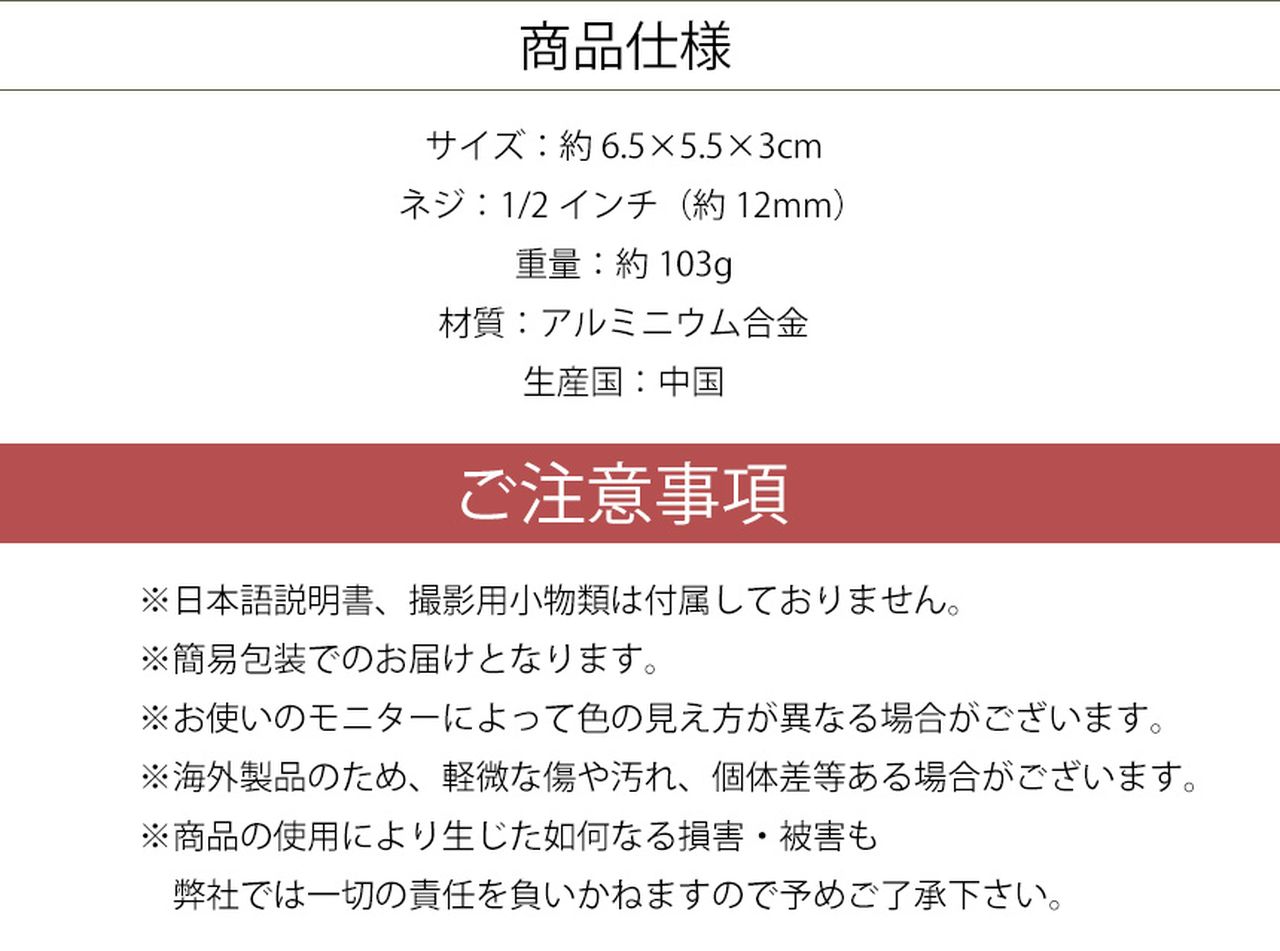 商品仕様
サイズ：約 6.5×5.5×3cm
ネジ：1/2 インチ（約 12mm）
重量：約 103g
材質：アルミニウム合金
生産国：中国
ご注意事項
※日本語説明書、撮影用小物類は付属しておりません。
※簡易包装でのお届けとなります。
※お使いのモニターによって色の見え方が異なる場合がございます。
※海外製品のため、軽微な傷や汚れ、個体差等ある場合がございます。
※商品の使用により生じた如何なる損害・被害も
弊社では一切の責任を負いかねますので予めご了承下さい。